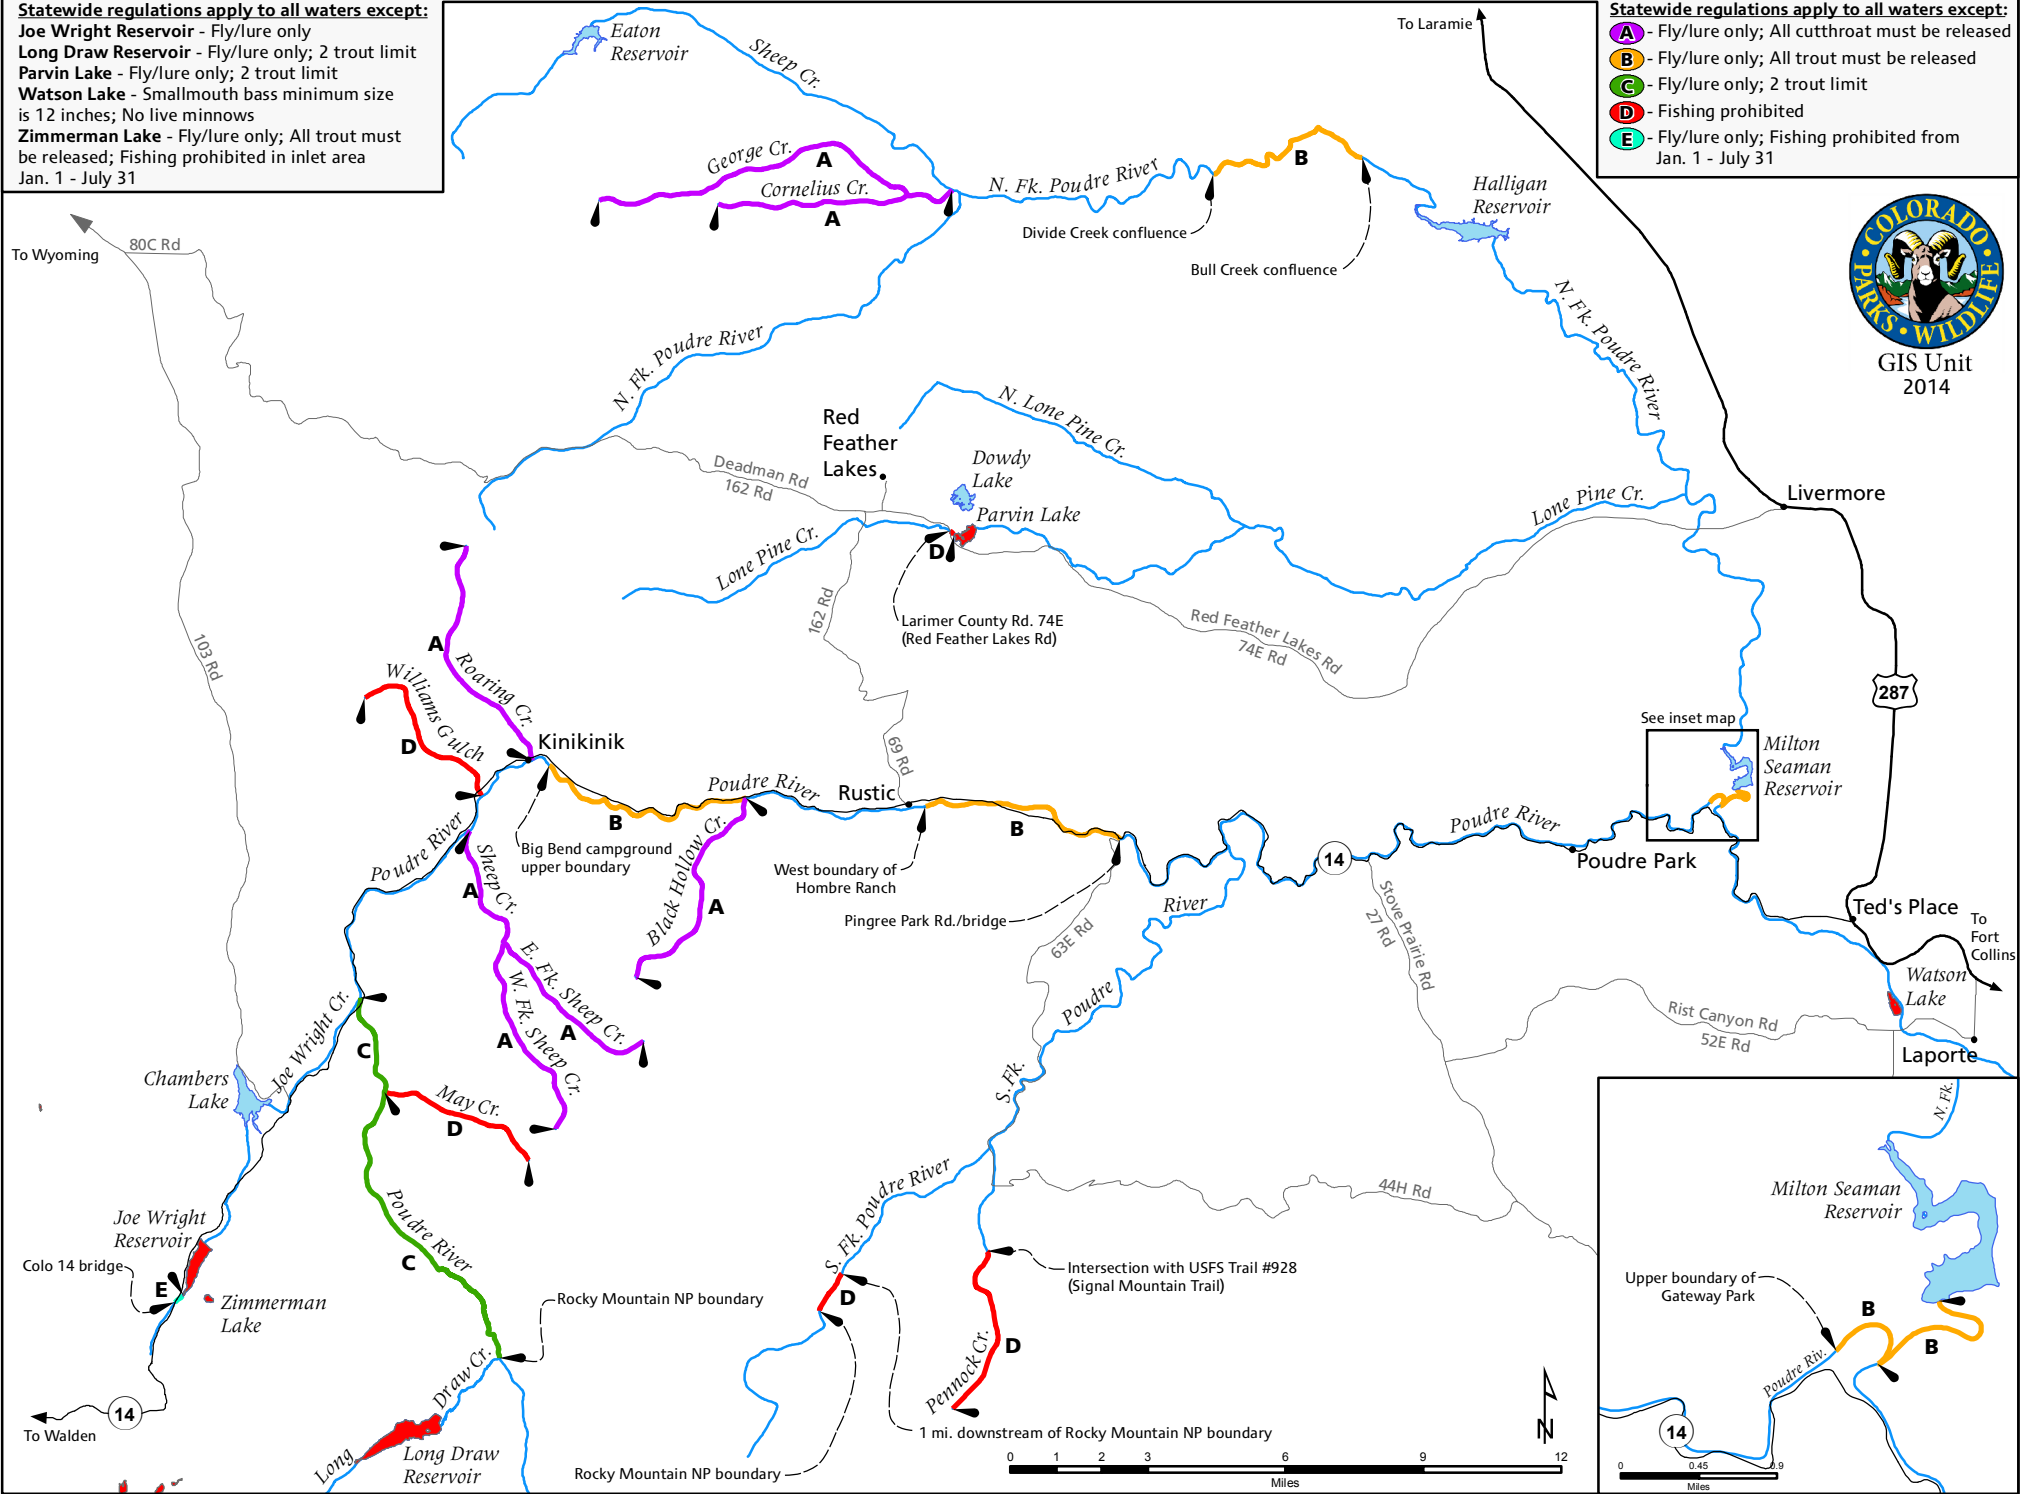 Statewide regulations apply to all waters except:
Joe Wright Reservoir - Fly/lure only
Long Draw Reservoir - Fly/lure only; 2 trout limit
Parvin Lake - Fly/lure only; 2 trout limit
Watson Lake - Smallmouth bass minimum size
is 12 inches; No live minnows
Zimmerman Lake - Fly/lure only; All trout must
be released; Fishing prohibited in inlet area
Jan. 1 - July 31
Statewide regulations apply to all waters except:
A - Fly/lure only; All cutthroat must be released
B - Fly/lure only; All trout must be released
C - Fly/lure only; 2 trout limit
D - Fishing prohibited
E - Fly/lure only; Fishing prohibited from
Jan. 1 - July 31
COLORADO
PARKS • WILDLIFE
GIS Unit
2014
To Laramie
Eaton
Reservoir
Sheep Cr.
George Cr.
A
Cornelius Cr.
A
N. Fk. Poudre River
B
Divide Creek confluence
Bull Creek confluence
Halligan
Reservoir
N. Fk. Poudre River
To Wyoming
80C Rd
N. Fk. Poudre River
Red
Feather
Lakes
N. Lone Pine Cr.
Dowdy
Lake
Parvin Lake
Deadman Rd
162 Rd
Lone Pine Cr.
D
Lone Pine Cr.
Livermore
Larimer County Rd. 74E
(Red Feather Lakes Rd)
162 Rd
Red Feather Lakes Rd
74E Rd
103 Rd
A
Roaring Cr.
Williams Gulch
D
Kinikinik
69 Rd
287
See inset map
Milton
Seaman
Reservoir
Poudre River
Rustic
B
B
Poudre River
Poudre Park
14
Big Bend campground
upper boundary
West boundary of
Hombre Ranch
Pingree Park Rd./bridge
Poudre River
Sheep Cr.
A
Black Hollow Cr.
A
63E Rd
Stove Prairie Rd
27 Rd
Ted's Place
To
Fort
Collins
Watson
Lake
Rist Canyon Rd
52E Rd
Laporte
S. Fk.
Poudre
River
E. Fk. Sheep Cr.
A
W. Fk. Sheep Cr.
A
Joe Wright Cr.
C
Chambers
Lake
May Cr.
D
44H Rd
Joe Wright
Reservoir
Colo 14 bridge
E
Zimmerman
Lake
Poudre River
C
Rocky Mountain NP boundary
S. Fk. Poudre River
D
Intersection with USFS Trail #928
(Signal Mountain Trail)
D
Pennock Cr.
1 mi. downstream of Rocky Mountain NP boundary
Rocky Mountain NP boundary
14
To Walden
Long
Draw Cr.
Long Draw
Reservoir
N
0 1 2 3 6 9 12
Miles
N. Fk.
Milton Seaman
Reservoir
Upper boundary of
Gateway Park
B
B
Poudre Riv.
14
0 0.45 0.9
Miles